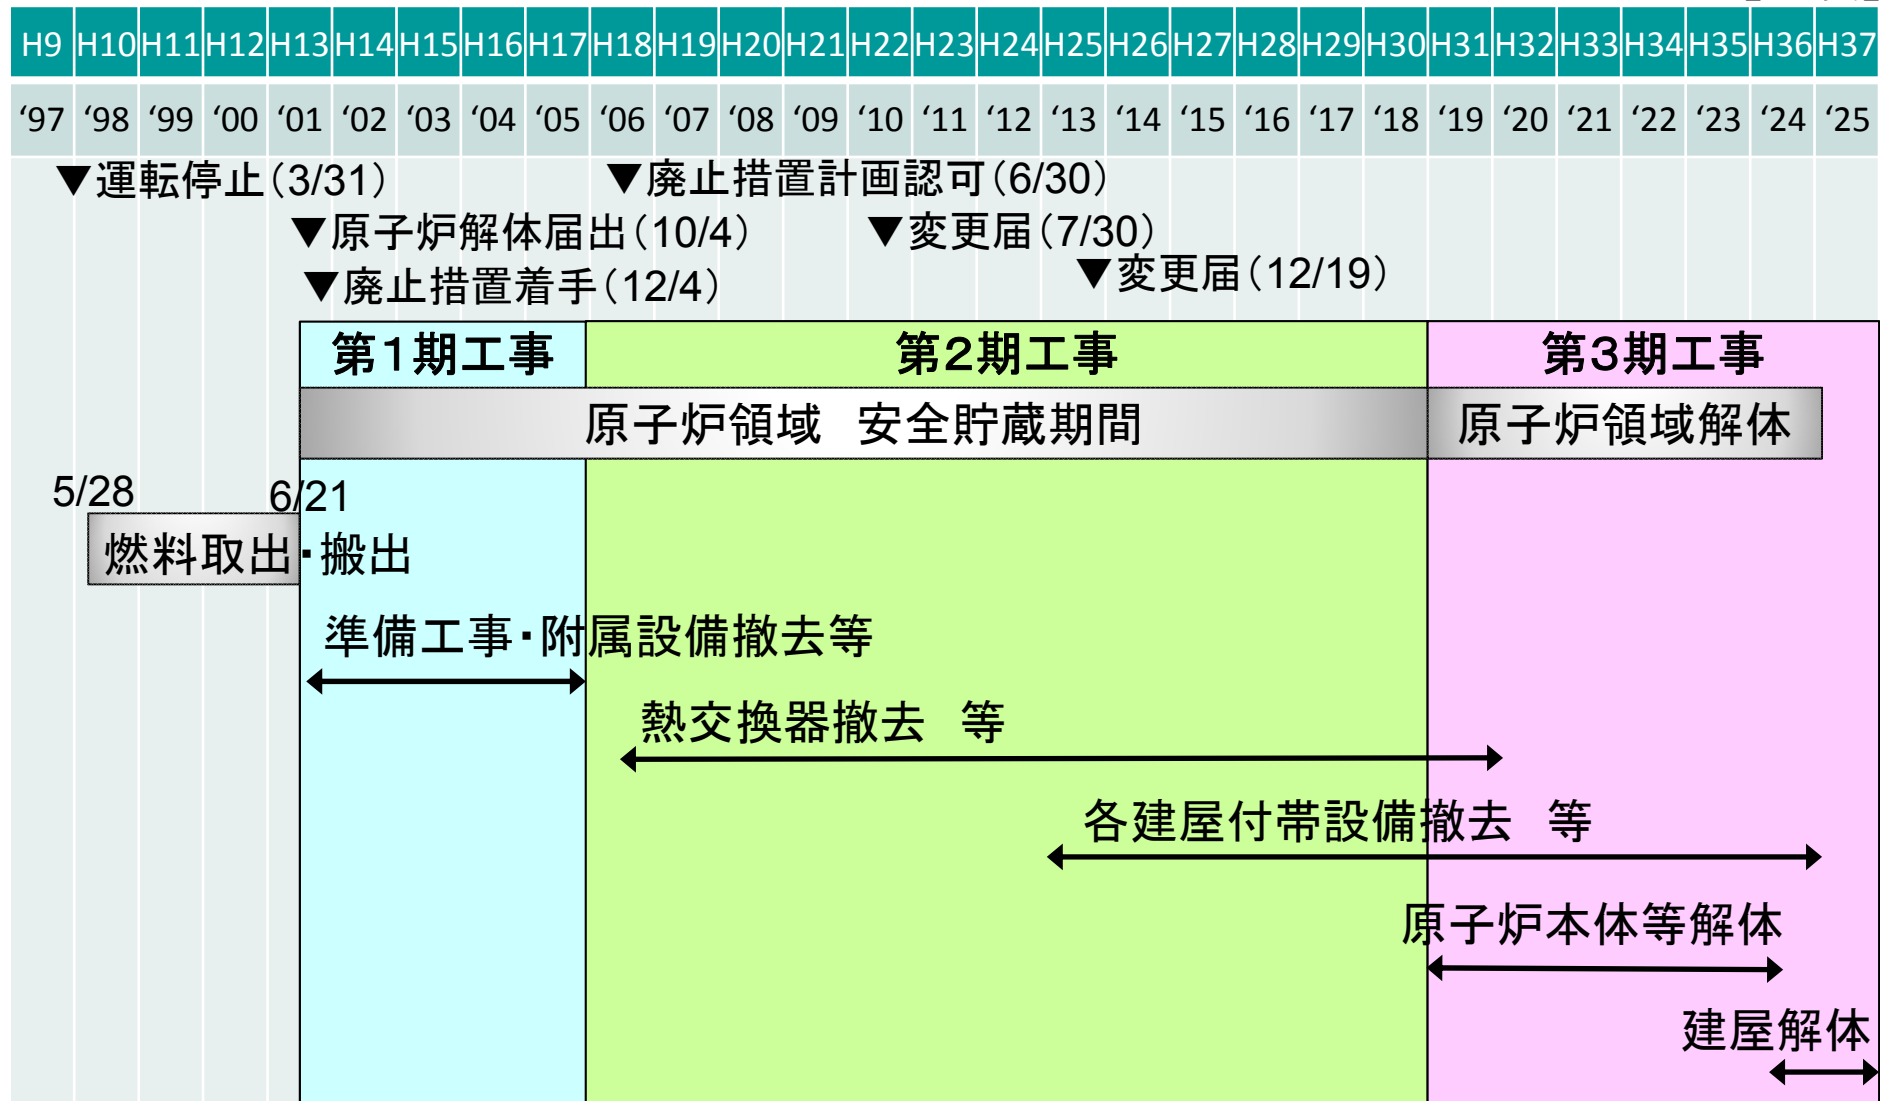 H9 H10 H11 H12 H13 H14 H15 H16 H17 H18 H19 H20 H21 H22 H23 H24 H25 H26 H27 H28 H29 H30 H31 H32 H33 H34 H35 H36 H37
‘97 ‘98 ‘99 ‘00 ‘01 ‘02 ‘03 ‘04 ‘05 ‘06 ‘07 ‘08 ‘09 ‘10 ‘11 ‘12 ‘13 ‘14 ‘15 ‘16 ‘17 ‘18 ‘19 ‘20 ‘21 ‘22 ‘23 ‘24 ‘25
▼運転停止(3/31) ▼廃止措置計画認可(6/30)
▼原子炉解体届出(10/4) ▼変更届(7/30)
▼廃止措置着手(12/4) ▼変更届(12/19)
第1期工事 第2期工事 第3期工事
原子炉領域 安全貯蔵期間 原子炉領域解体
5/28 6/21
燃料取出・搬出
準備工事・附属設備撤去等
熱交換器撤去 等
各建屋付帯設備撤去 等
原子炉本体等解体
建屋解体